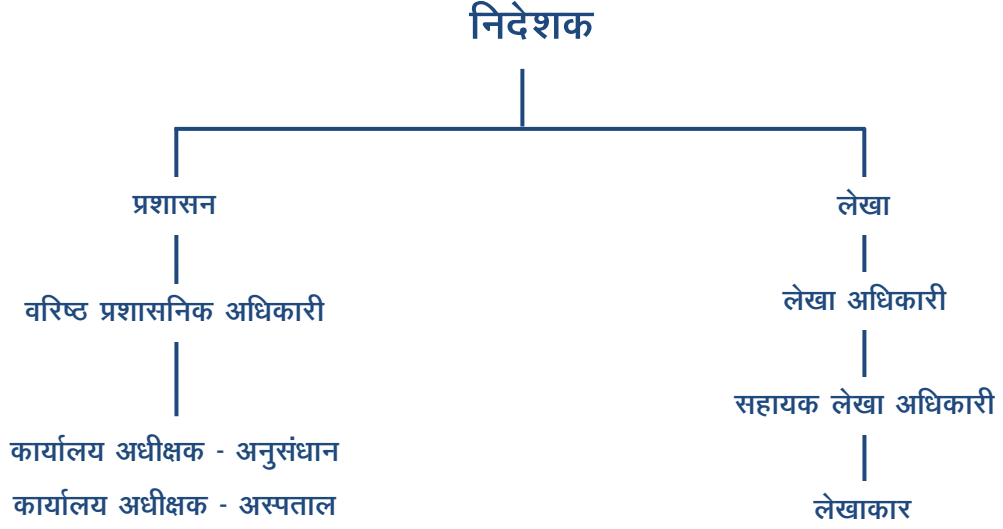 निदेशक
प्रशासन
लेखा
वरिष्ठ प्रशासनिक अधिकारी
लेखा अधिकारी
सहायक लेखा अधिकारी
कार्यालय अधीक्षक - अनुसंधान
कार्यालय अधीक्षक - अस्पताल
लेखाकार